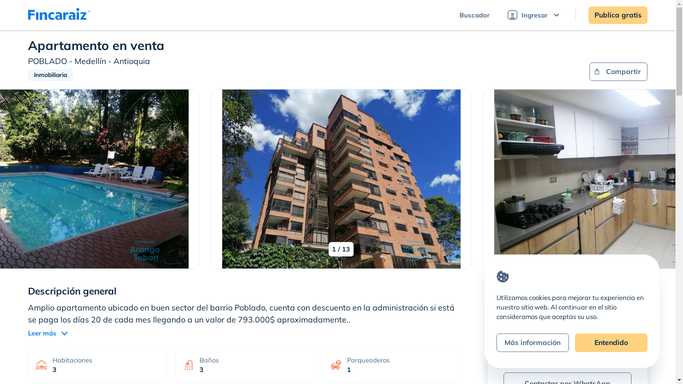 Fincaraiz
Buscador
Ingresar
Publica gratis
Apartamento en venta
POBLADO - Medellín - Antioquia
Inmobiliaria
Compartir
Arango
Tobón
1 / 13
Descripción general
Amplio apartamento ubicado en buen sector del barrio Poblado, cuenta con descuento en la administración si está
se paga los días 20 de cada mes llegando a un valor de 793.000$ aproximadamente..
Leer más
Habitaciones
3
Baños
3
Parqueaderos
1
Utilizamos cookies para mejorar tu experiencia en
nuestro sitio web. Al continuar en el sitio
consideramos que aceptas su uso.
Más información
Entendido
Contactar por WhatsApp